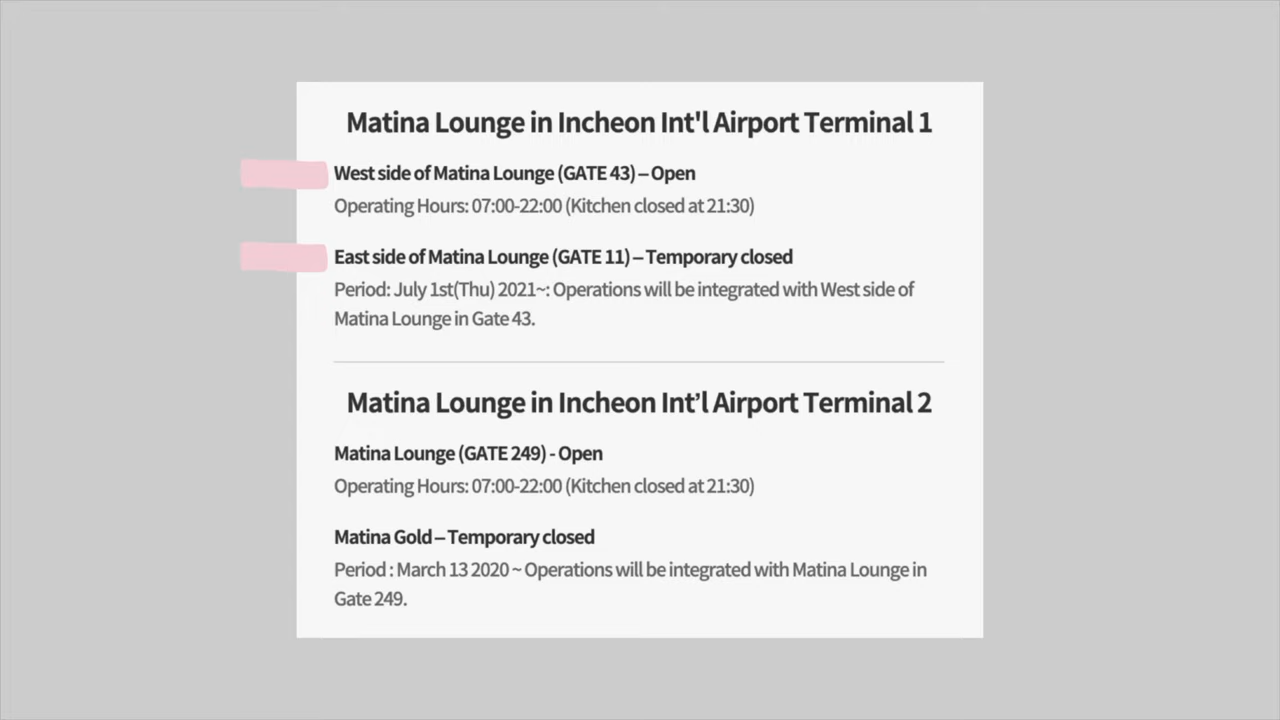 Matina Lounge in Incheon Int'l Airport Terminal 1
West side of Matina Lounge (GATE 43) – Open
Operating Hours: 07:00-22:00 (Kitchen closed at 21:30)
East side of Matina Lounge (GATE 11) – Temporary closed
Period: July 1st(Thu) 2021~: Operations will be integrated with West side of
Matina Lounge in Gate 43.
Matina Lounge in Incheon Int’l Airport Terminal 2
Matina Lounge (GATE 249) - Open
Operating Hours: 07:00-22:00 (Kitchen closed at 21:30)
Matina Gold – Temporary closed
Period : March 13 2020 ~ Operations will be integrated with Matina Lounge in
Gate 249.